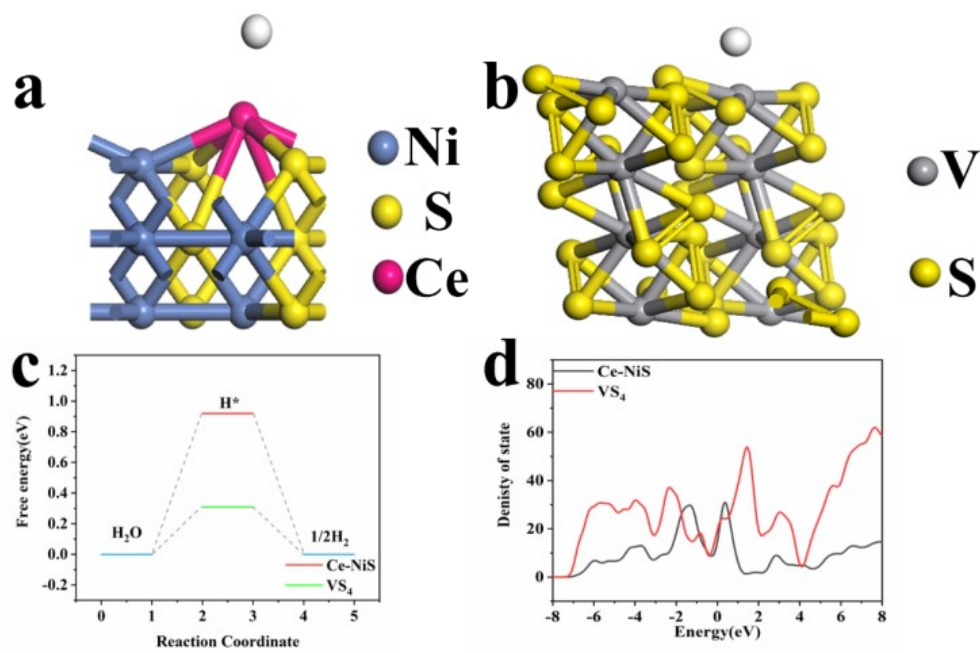 a
Ni
S
Ce
b
V
S
c
Free energy(eV)
1.2
1.0
0.8
0.6
0.4
0.2
0.0
-0.2
H*
H₂O
1/2H₂
Ce-NiS
VS₄
0 1 2 3 4 5
Reaction Coordinate
d
Denisty of state
80
60
40
20
0
Ce-NiS
VS₄
-8 -6 -4 -2 0 2 4 6 8
Energy(eV)